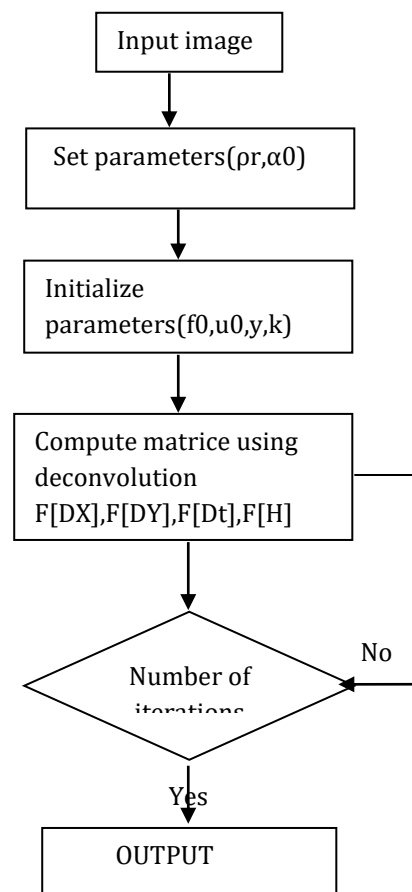 Input image
Set parameters(ρr,α0)
Initialize
parameters(f0,u0,y,k)
Compute matrice using
deconvolution
F[DX],F[DY],F[Dt],F[H]
No
Number of
iterations
Yes
OUTPUT